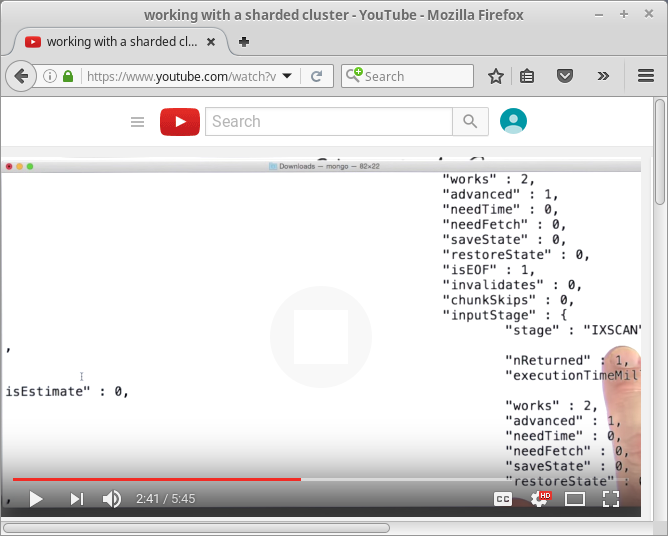 working with a sharded cluster - YouTube - Mozilla Firefox
working with a sharded cl...
https://www.youtube.com/watch?v
Search
Search
Downloads — mongo — 82×22
"works" : 2,
"advanced" : 1,
"needTime" : 0,
"needFetch" : 0,
"saveState" : 0,
"restoreState" : 0,
"isEOF" : 1,
"invalidates" : 0,
"chunkSkips" : 0,
"inputStage" : {
"stage" : "IXSCAN"
,
"nReturned" : 1,
"executionTimeMil
isEstimate" : 0,
"works" : 2,
"advanced" : 1,
"needTime" : 0,
"needFetch" : 0,
"saveState" : 0,
"restoreState" : 0
,
2:41 / 5:45
CC
HD